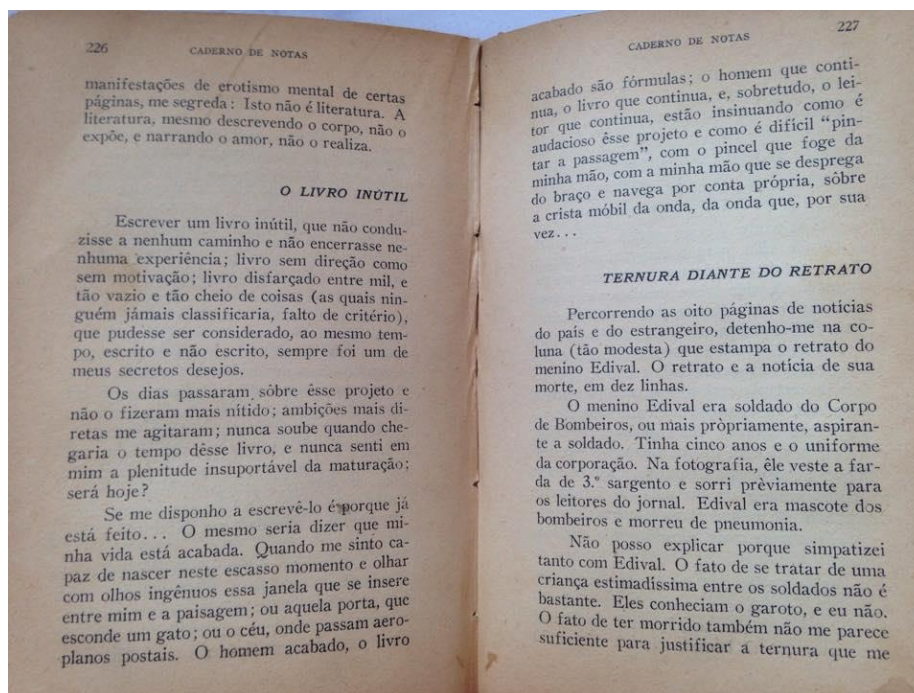 226
CADERNO DE NOTAS
manifestações de erotismo mental de certas
páginas, me segreda: Isto não é literatura. A
literatura, mesmo descrevendo o corpo, não o
expõe, e narrando o amor, não o realiza.
O LIVRO INÚTIL
Escrever um livro inútil, que não condu-
zisse a nenhum caminho e não encerrasse ne-
nhuma experiência; livro sem direção como
sem motivação; livro disfarçado entre mil, e
tão vazio e tão cheio de coisas (as quais nin-
guém jámais classificaria, falto de critério),
que pudesse ser considerado, ao mesmo tem-
po, escrito e não escrito, sempre foi um de
meus secretos desejos.
Os dias passaram sôbre êsse projeto e
não o fizeram mais nítido; ambições mais di-
retas me agitaram; nunca soube quando che-
garia o tempo dêsse livro, e nunca senti em
mim a plenitude insuportável da maturação;
será hoje?
Se me disponho a escrevê-lo é porque já
está feito... O mesmo seria dizer que mi-
nha vida está acabada. Quando me sinto ca-
paz de nascer neste escasso momento e olhar
com olhos ingênuos essa janela que se insere
entre mim e a paisagem; ou aquela porta, que
esconde um gato; ou o céu, onde passam aero-
planos postais. O homem acabado, o livro
227
CADERNO DE NOTAS
acabado são fórmulas; o homem que conti-
nua, o livro que continua, e, sobretudo, o lei-
tor que continua, estão insinuando como é
audacioso êsse projeto e como é difícil “pin-
tar a passagem”, com o pincel que foge da
minha mão, com a minha mão que se desprega
do braço e navega por conta própria, sôbre
a crista móbil da onda, da onda que, por sua
vez...
TERNURA DIANTE DO RETRATO
Percorrendo as oito páginas de notícias
do país e do estrangeiro, detenho-me na co-
luna (tão modesta) que estampa o retrato do
menino Edival. O retrato e a notícia de sua
morte, em dez linhas.
O menino Edival era soldado do Corpo
de Bombeiros, ou mais pròpriamente, aspiran-
te a soldado. Tinha cinco anos e o uniforme
da corporação. Na fotografia, êle veste a far-
da de 3.º sargento e sorri prèviamente para
os leitores do jornal. Edival era mascote dos
bombeiros e morreu de pneumonia.
Não posso explicar porque simpatizei
tanto com Edival. O fato de se tratar de uma
criança estimadíssima entre os soldados não é
bastante. Eles conheciam o garoto, e eu não.
O fato de ter morrido também não me parece
suficiente para justificar a ternura que me